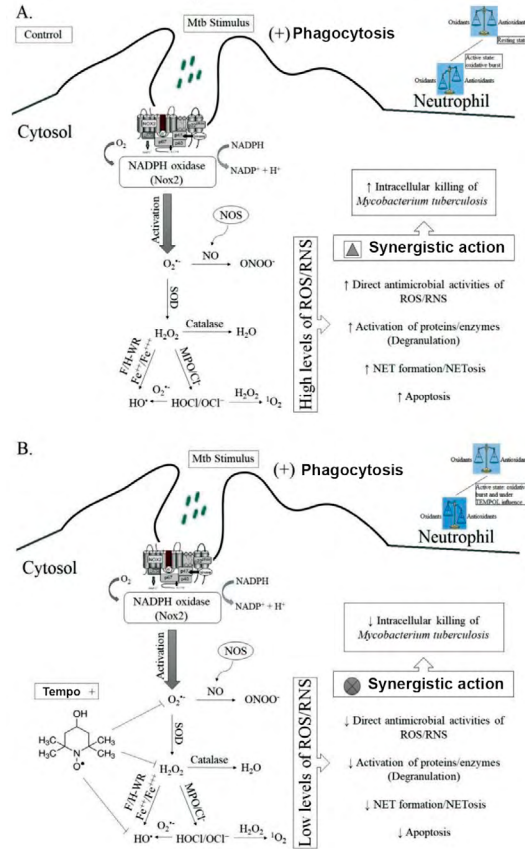 A.
Contrrol
Mtb Stimulus
(+) Phagocytosis
Oxidants
Antioxidants
Resting state
Active state:
oxidative burst
Oxidants
Antioxidants
Neutrophil
Cytosol
NOX2
O₂
NADPH
NADPH oxidase
(Nox2)
NADP⁺ + H⁺
Activation
NOS
NO
O₂•-
ONOO⁻
SOD
H₂O₂
Catalase
H₂O
F/H-WR
Fe⁺⁺/Fe⁺⁺⁺
MPO/Cl⁻
O₂•-
HO•
HOCl/OCl⁻
H₂O₂
¹O₂
High levels of ROS/RNS
↑ Intracellular killing of
Mycobacterium tuberculosis
Synergistic action
↑ Direct antimicrobial activities of
ROS/RNS
↑ Activation of proteins/enzymes
(Degranulation)
↑ NET formation/NETosis
↑ Apoptosis
B.
Mtb Stimulus
(+) Phagocytosis
Oxidants
Antioxidants
Active state: oxidative
burst and under
TEMPOL influence
Oxidants
Antioxidants
Neutrophil
Cytosol
NOX2
O₂
NADPH
NADPH oxidase
(Nox2)
NADP⁺ + H⁺
Activation
NOS
NO
Tempo +
O₂•-
ONOO⁻
OH
CH₃
CH₃
CH₃
CH₃
N
O•
SOD
H₂O₂
Catalase
H₂O
F/H-WR
Fe⁺⁺/Fe⁺⁺⁺
MPO/Cl⁻
O₂•-
HO•
HOCl/OCl⁻
H₂O₂
¹O₂
Low levels of ROS/RNS
↓ Intracellular killing of
Mycobacterium tuberculosis
Synergistic action
↓ Direct antimicrobial activities of
ROS/RNS
↓ Activation of proteins/enzymes
(Degranulation)
↓ NET formation/NETosis
↓ Apoptosis